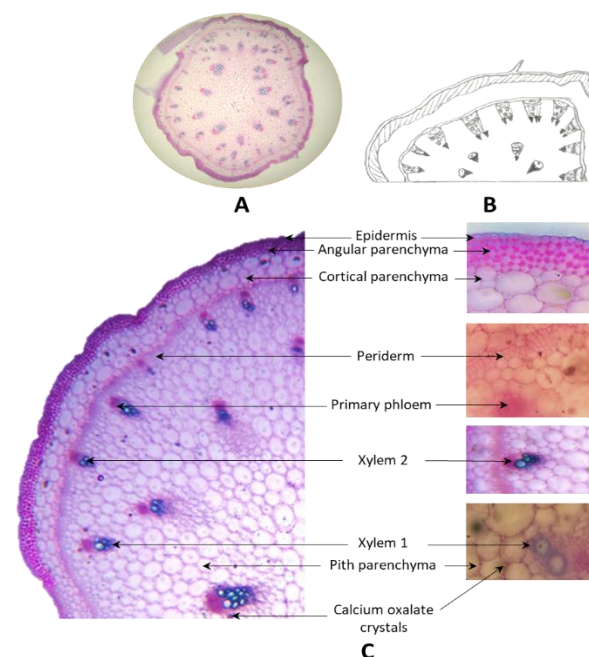 A
B
Epidermis
Angular parenchyma
Cortical parenchyma
Periderm
Primary phloem
Xylem 2
Xylem 1
Pith parenchyma
Calcium oxalate
crystals
C